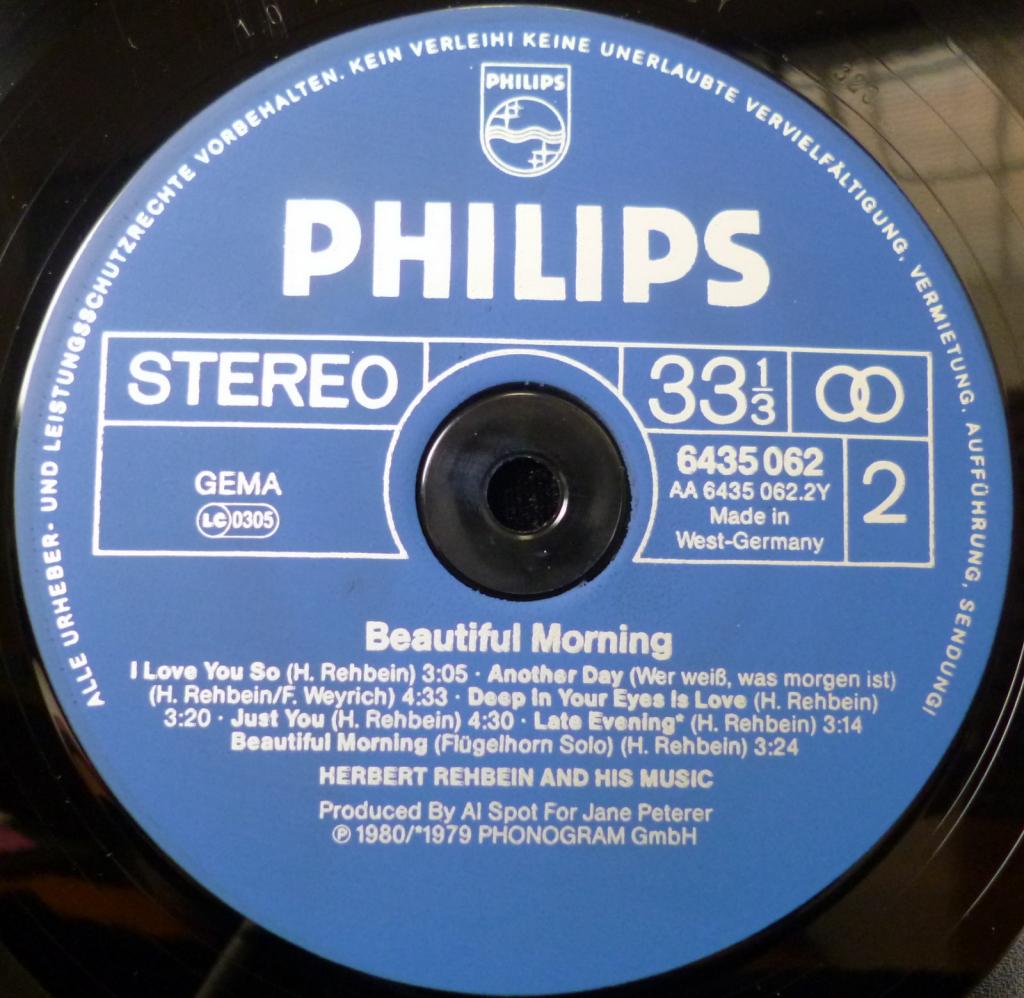 ALLE URHEBER- UND LEISTUNGSSCHUTZRECHTE VORBEHALTEN. KEIN VERLEIH! KEINE UNERLAUBTE VERVIELFÄLTIGUNG, VERMIETUNG, AUFFÜHRUNG, SENDUNG!
PHILIPS
PHILIPS
STEREO
33 1/3
GEMA
LC 0305
6435 062
AA 6435 062.2Y
Made in
West-Germany
2
Beautiful Morning
I Love You So (H. Rehbein) 3:05 · Another Day (Wer weiß, was morgen ist)
(H. Rehbein/F. Weyrich) 4:33 · Deep in Your Eyes is Love (H. Rehbein)
3:20 · Just You (H. Rehbein) 4:30 · Late Evening* (H. Rehbein) 3:14
Beautiful Morning (Flügelhorn Solo) (H. Rehbein) 3:24
HERBERT REHBEIN AND HIS MUSIC
Produced By Al Spot For Jane Peterer
℗ 1980/*1979 PHONOGRAM GmbH